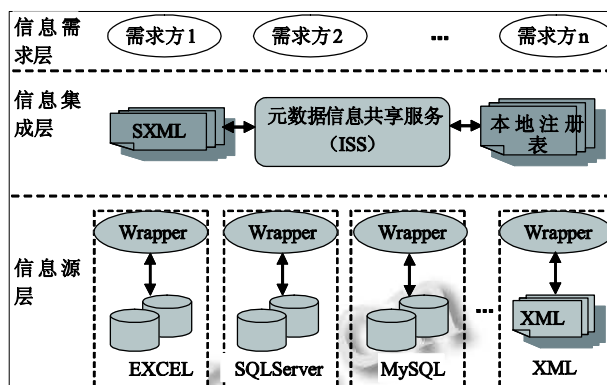 信息需求层
需求方1
需求方2
...
需求方n
信息集成层
SXML
元数据信息共享服务
（ISS）
本地注册表
信息源层
Wrapper
Wrapper
Wrapper
Wrapper
...
XML
EXCEL
SQLServer
MySQL
XML